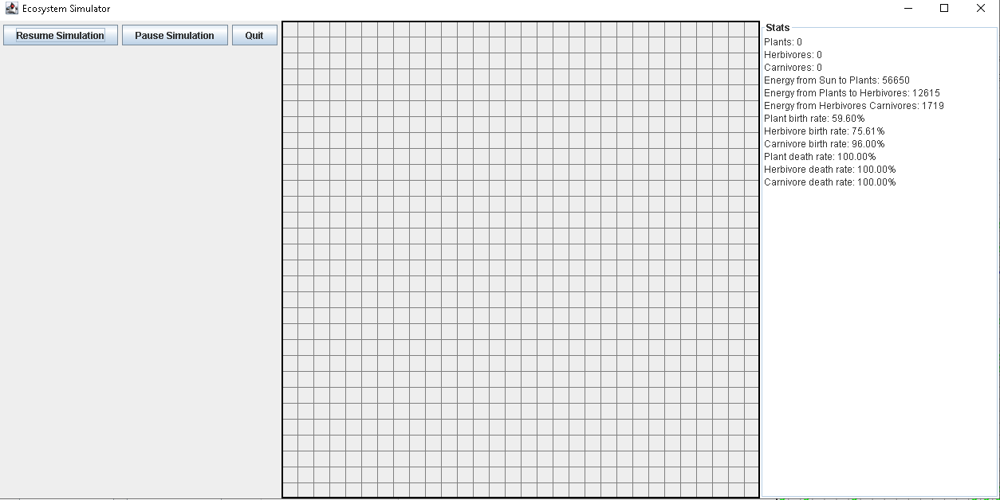 Ecosystem Simulator
Resume Simulation Pause Simulation Quit
Stats
Plants: 0
Herbivores: 0
Carnivores: 0
Energy from Sun to Plants: 56650
Energy from Plants to Herbivores: 12615
Energy from Herbivores Carnivores: 1719
Plant birth rate: 59.60%
Herbivore birth rate: 75.61%
Carnivore birth rate: 96.00%
Plant death rate: 100.00%
Herbivore death rate: 100.00%
Carnivore death rate: 100.00%